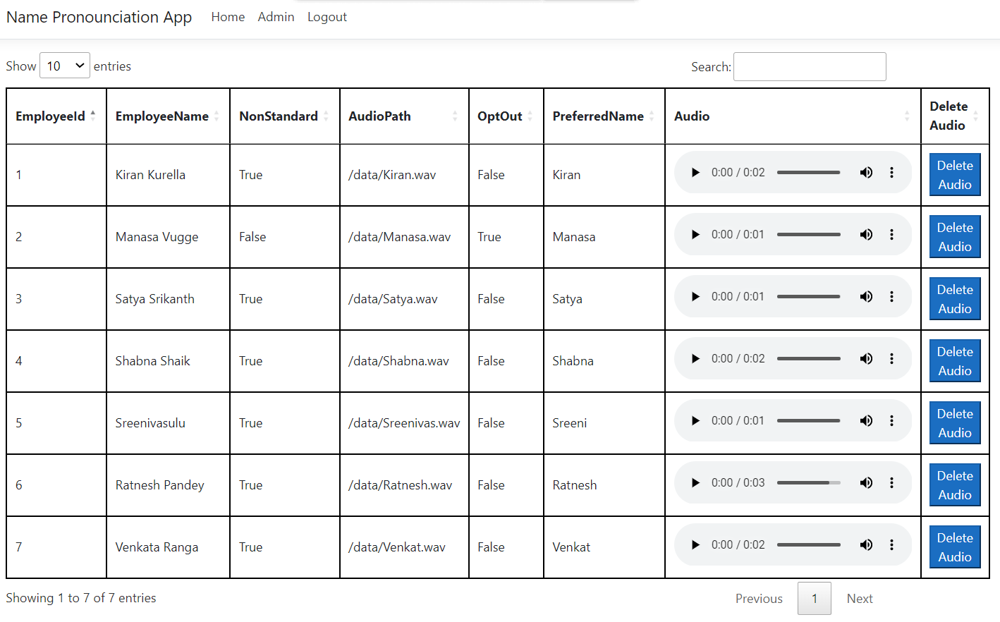 Name Pronounciation App Home Admin Logout
Show 10 entries Search:
EmployeeId EmployeeName NonStandard AudioPath OptOut PreferredName Audio Delete
Audio
1 Kiran Kurella True /data/Kiran.wav False Kiran 0:00 / 0:02 Delete
Audio
2 Manasa Vugge False /data/Manasa.wav True Manasa 0:00 / 0:01 Delete
Audio
3 Satya Srikanth True /data/Satya.wav False Satya 0:00 / 0:01 Delete
Audio
4 Shabna Shaik True /data/Shabna.wav False Shabna 0:00 / 0:02 Delete
Audio
5 Sreenivasulu True /data/Sreenivas.wav False Sreeni 0:00 / 0:01 Delete
Audio
6 Ratnesh Pandey True /data/Ratnesh.wav False Ratnesh 0:00 / 0:03 Delete
Audio
7 Venkata Ranga True /data/Venkat.wav False Venkat 0:00 / 0:02 Delete
Audio
Showing 1 to 7 of 7 entries Previous 1 Next